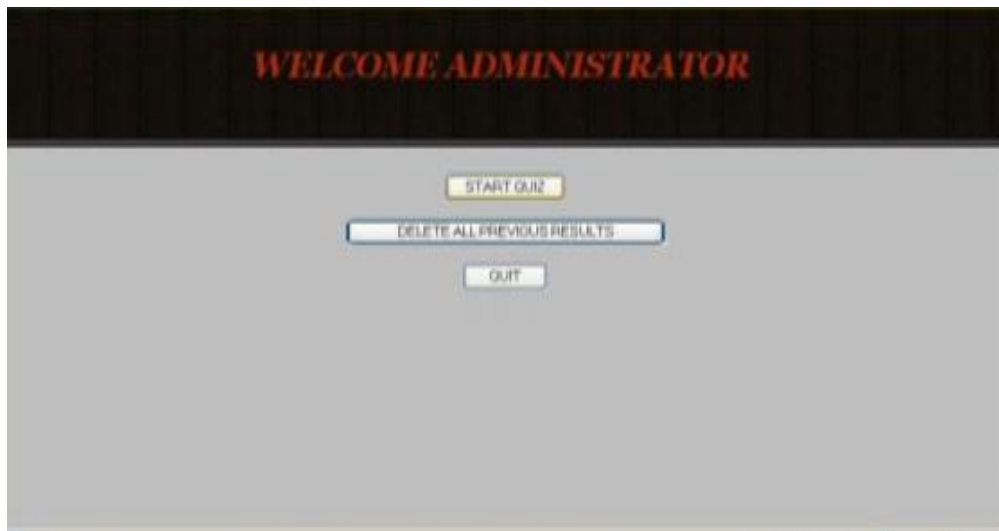 WELCOME ADMINISTRATOR
START QUIZ
DELETE ALL PREVIOUS RESULTS
QUIT